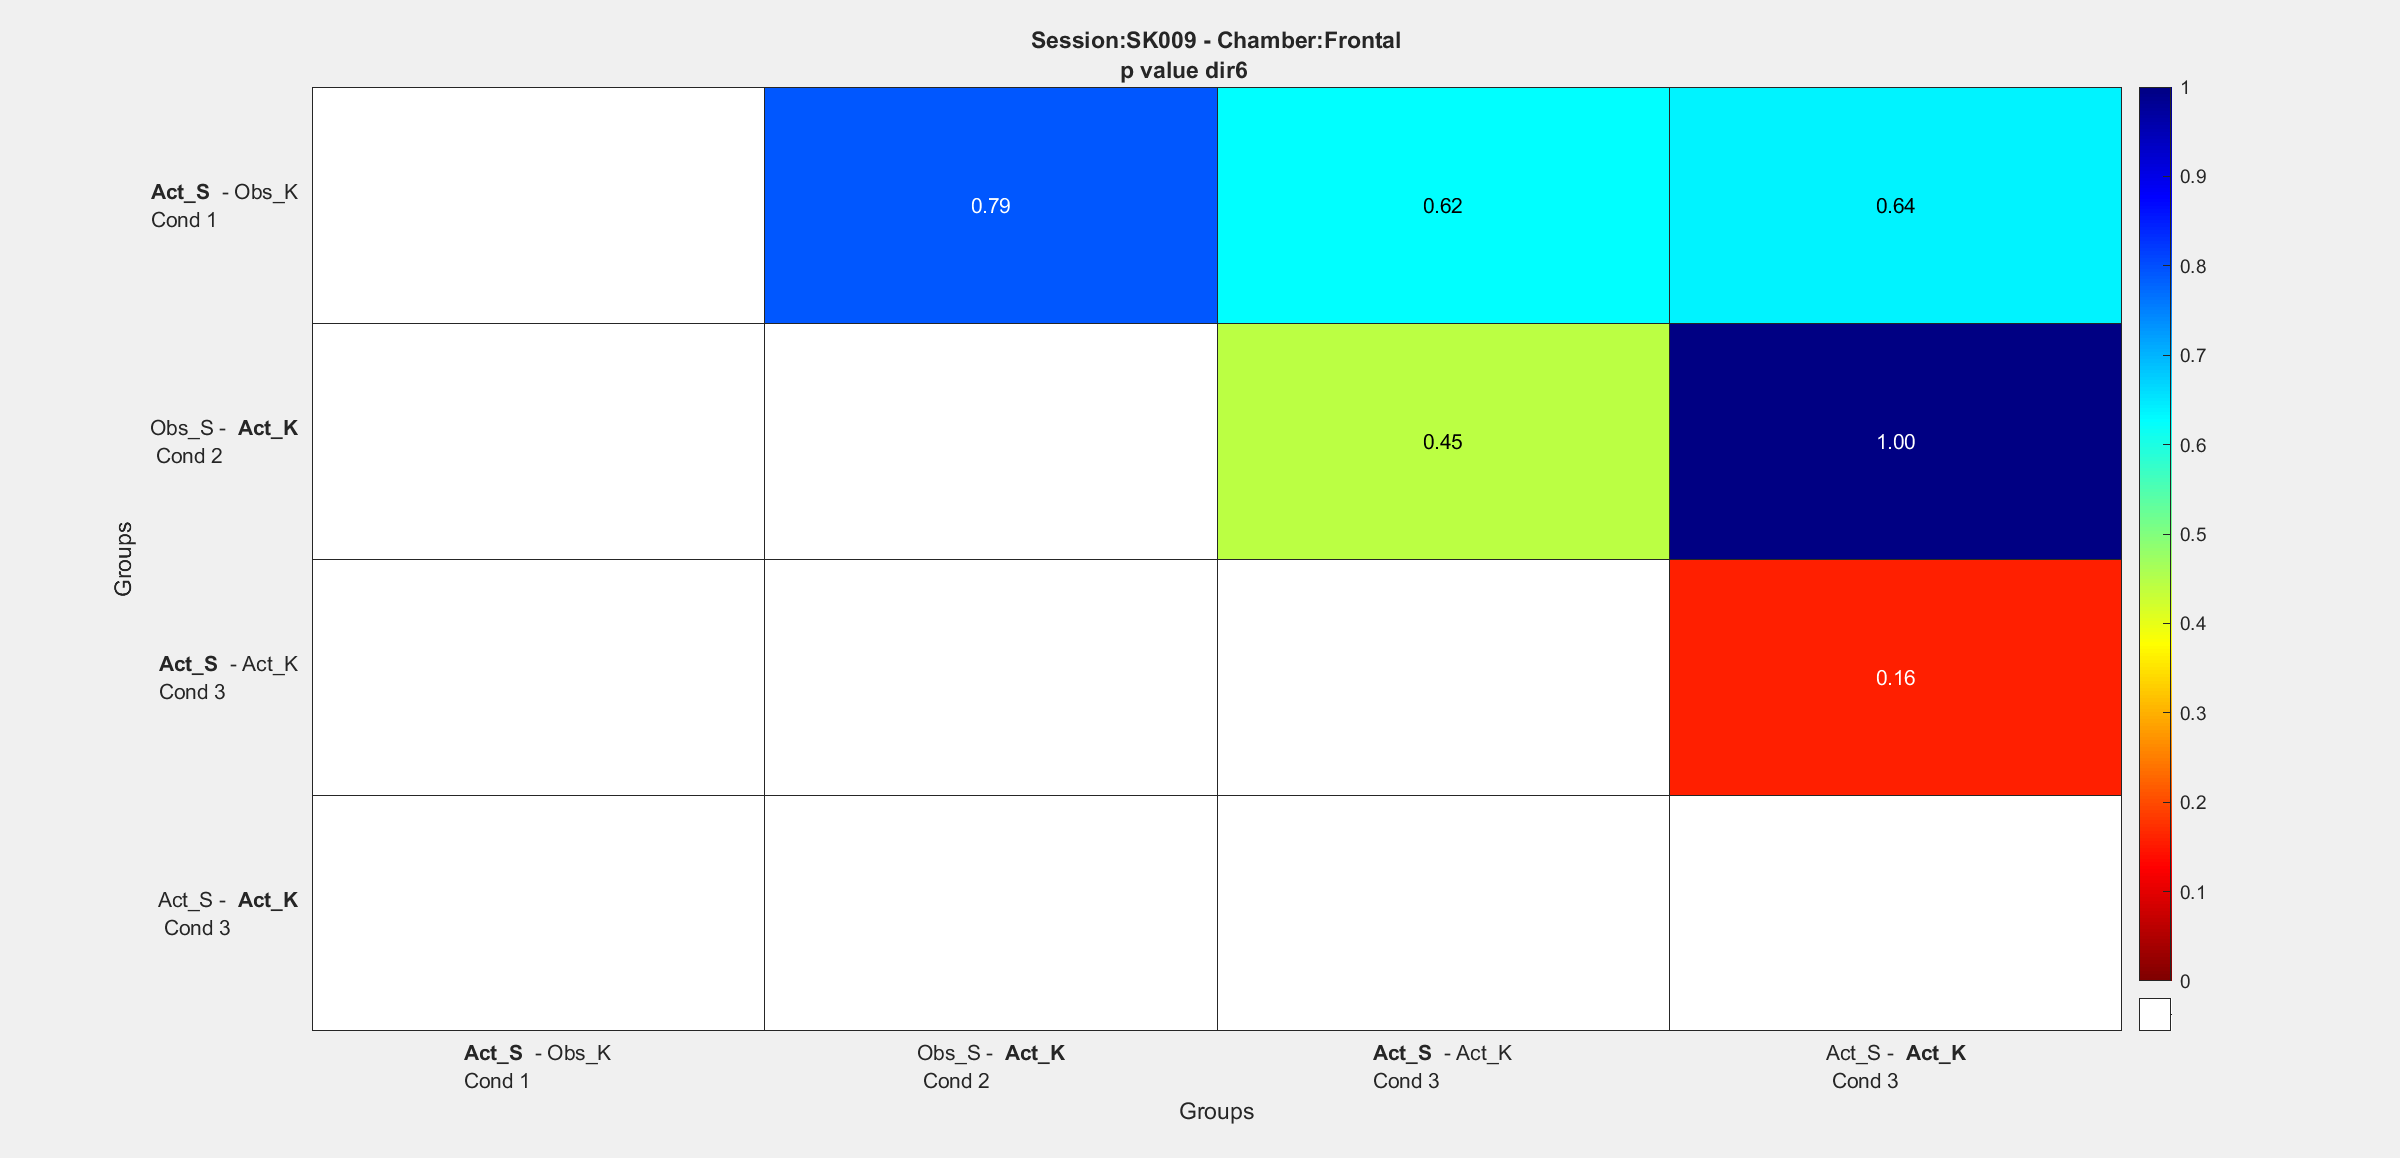 Session:SK009 - Chamber:Frontal
p value dir6
Act_S - Obs_K
Cond 1
Obs_S - Act_K
Cond 2
Act_S - Act_K
Cond 3
Act_S - Act_K
Cond 3
Groups
0.79
0.62
0.64
0.45
1.00
0.16
1
0.9
0.8
0.7
0.6
0.5
0.4
0.3
0.2
0.1
0
Act_S - Obs_K
Cond 1
Obs_S - Act_K
Cond 2
Act_S - Act_K
Cond 3
Act_S - Act_K
Cond 3
Groups